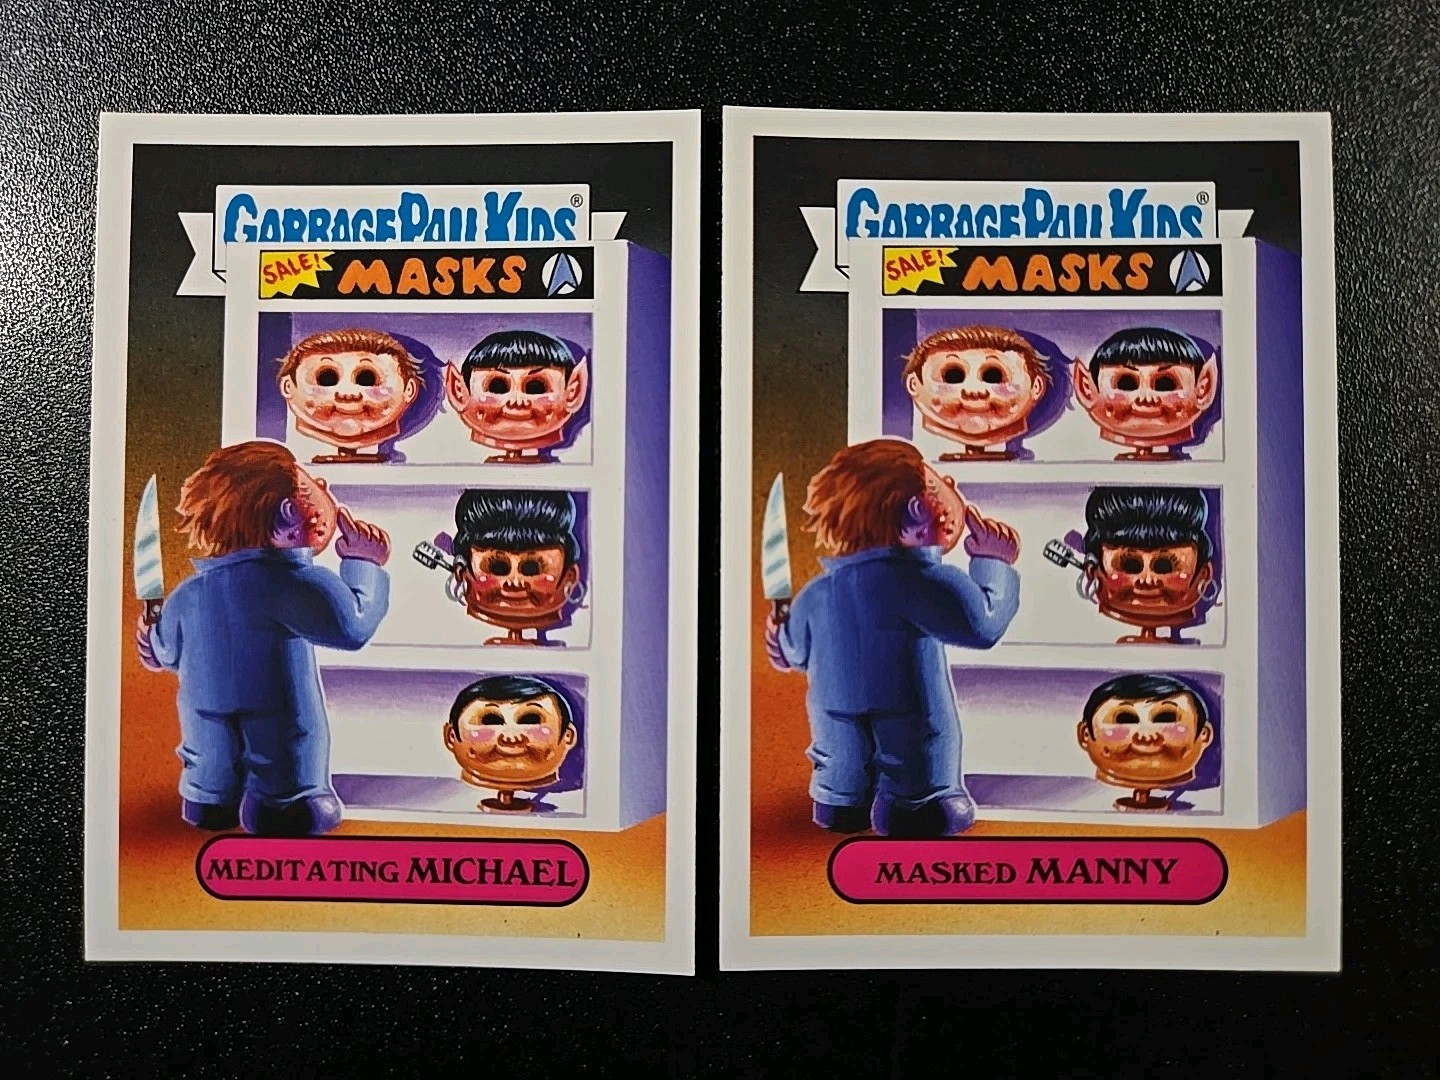 GARBAGE PAIL KIDS®
SALE! MASKS
MEDITATING MICHAEL
GARBAGE PAIL KIDS®
SALE! MASKS
MASKED MANNY